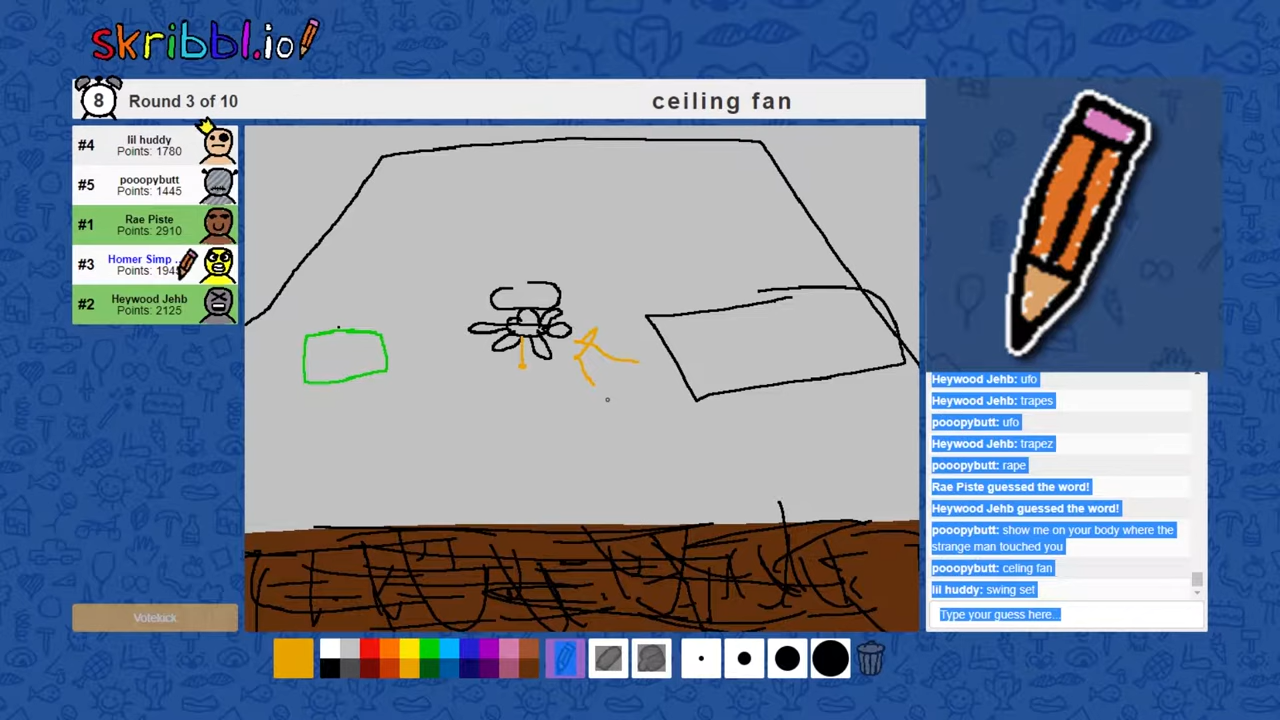 skribbl.io
8
Round 3 of 10
ceiling fan
#4
lil huddy
Points: 1780
#5
pooopybutt
Points: 1445
#1
Rae Piste
Points: 2910
#3
Homer Simp ...
Points: 1945
#2
Heywood Jehb
Points: 2125
Votekick
Heywood Jehb: ufo
Heywood Jehb: trapes
pooopybutt: ufo
Heywood Jehb: trapez
pooopybutt: rape
Rae Piste guessed the word!
Heywood Jehb guessed the word!
pooopybutt: show me on your body where the
strange man touched you
pooopybutt: celing fan
lil huddy: swing set
Type your guess here...